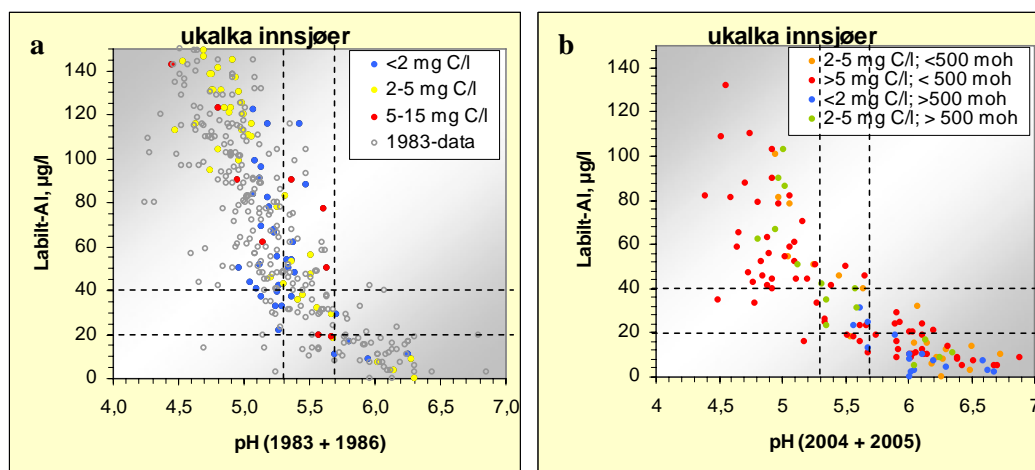 a
ukalka innsjøer
<2 mg C/l
2-5 mg C/l
5-15 mg C/l
1983-data
Labilt-Al, µg/l
140
120
100
80
60
40
20
0
4,0 4,5 5,0 5,5 6,0 6,5 7,0
pH (1983 + 1986)
b
ukalka innsjøer
2-5 mg C/l; <500 moh
>5 mg C/l; < 500 moh
<2 mg C/l; >500 moh
2-5 mg C/l; > 500 moh
Labilt-Al, µg/l
140
120
100
80
60
40
20
0
4 4,5 5 5,5 6 6,5 7
pH (2004 + 2005)